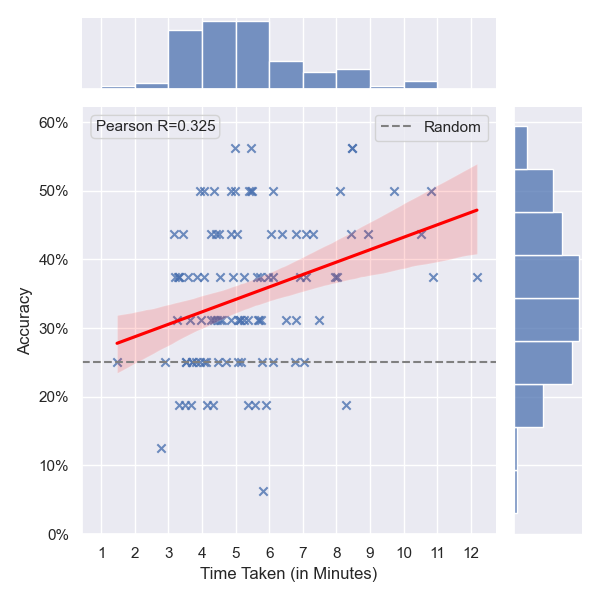 Pearson R=0.325
Random
60%
50%
40%
30%
20%
10%
0%
Accuracy
1 2 3 4 5 6 7 8 9 10 11 12
Time Taken (in Minutes)